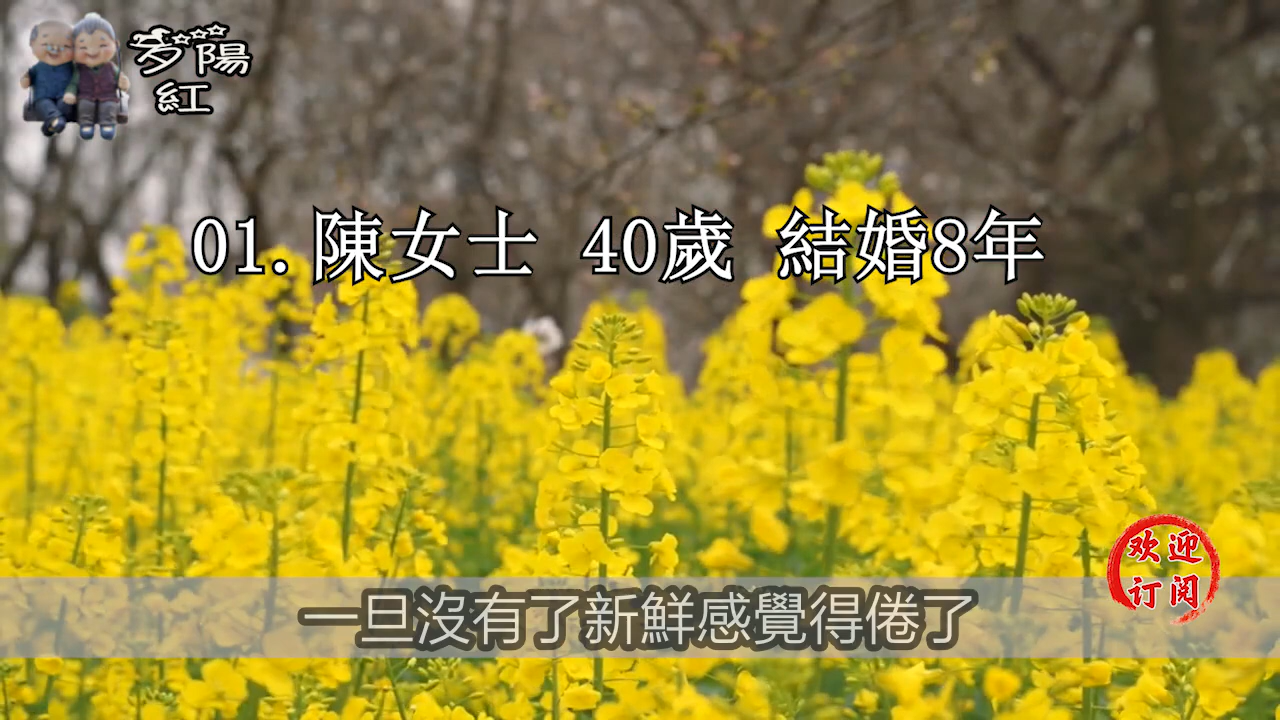 夕陽
紅
01.陳女士 40歲 結婚8年
欢迎
订阅
一旦沒有了新鮮感覺得倦了